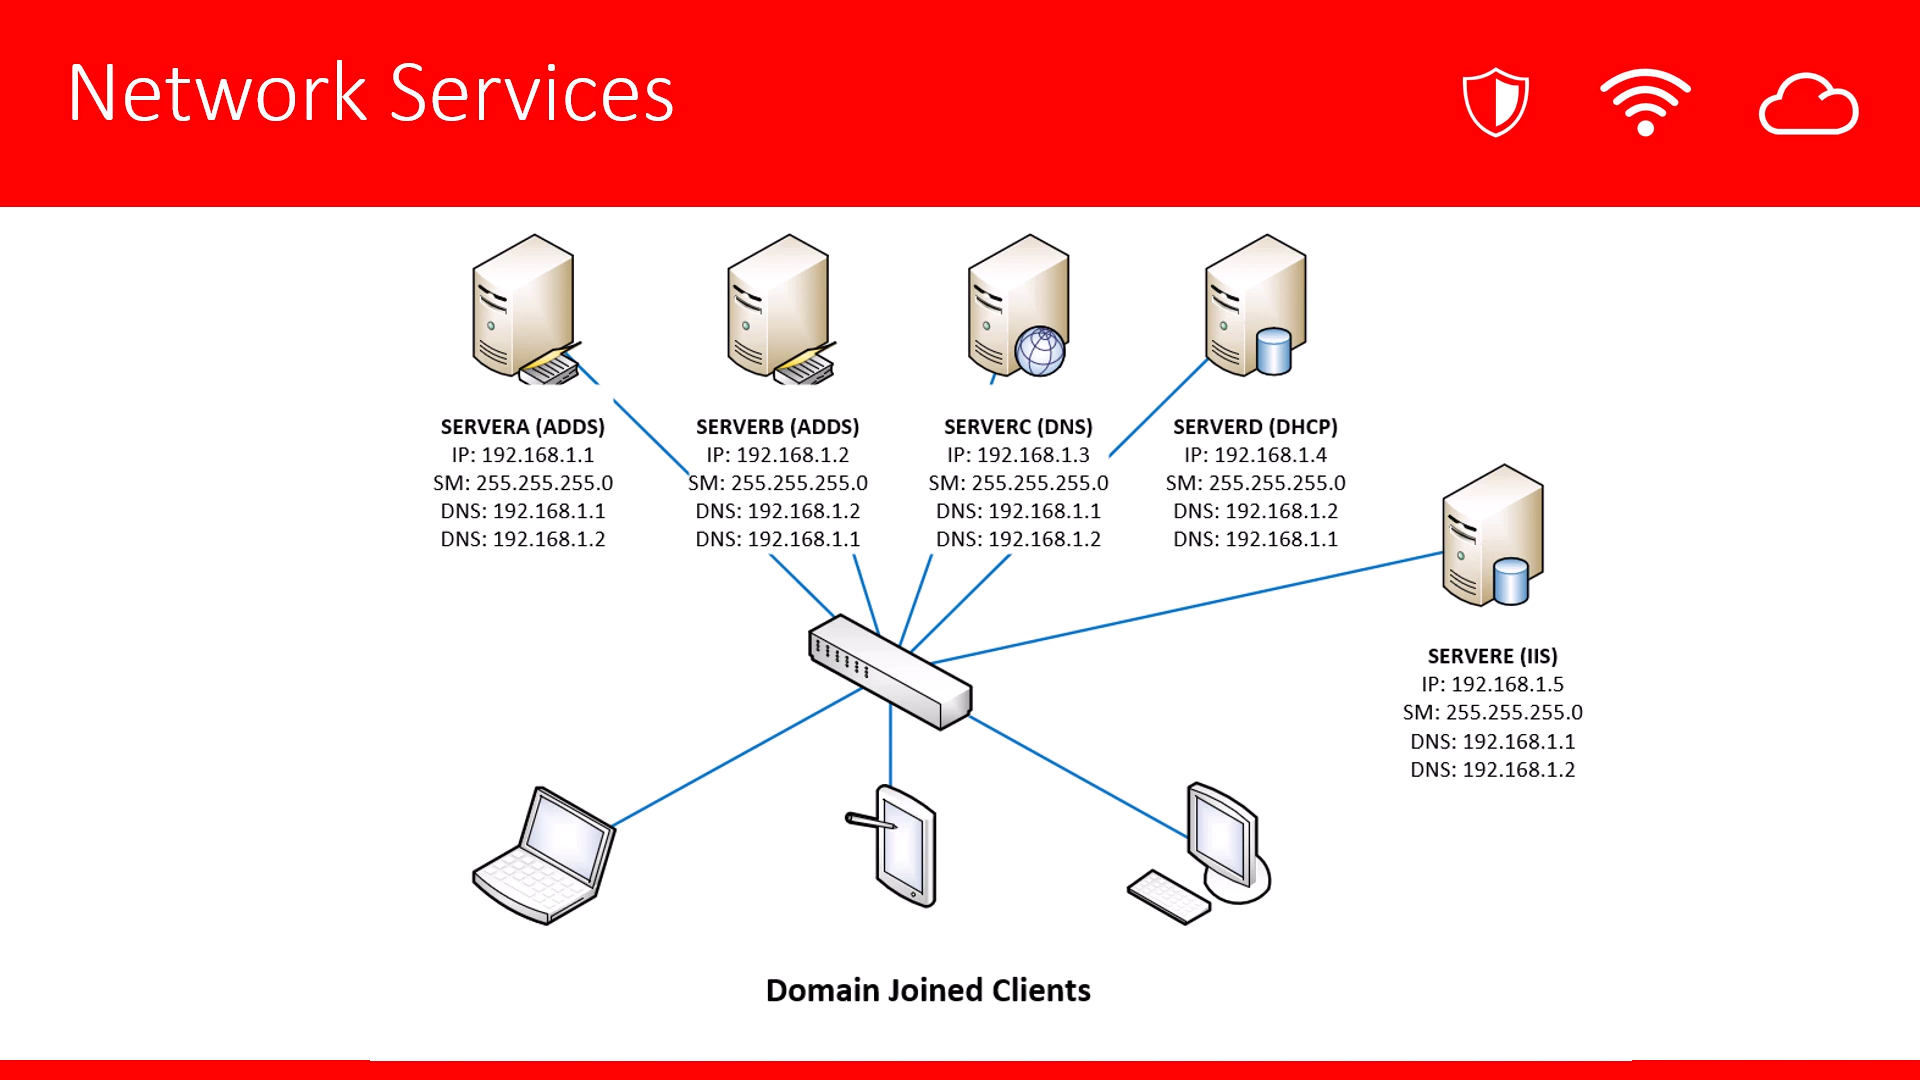 Network Services
SERVERA (ADDS)
IP: 192.168.1.1
SM: 255.255.255.0
DNS: 192.168.1.1
DNS: 192.168.1.2
SERVERB (ADDS)
IP: 192.168.1.2
SM: 255.255.255.0
DNS: 192.168.1.2
DNS: 192.168.1.1
SERVERC (DNS)
IP: 192.168.1.3
SM: 255.255.255.0
DNS: 192.168.1.1
DNS: 192.168.1.2
SERVERD (DHCP)
IP: 192.168.1.4
SM: 255.255.255.0
DNS: 192.168.1.2
DNS: 192.168.1.1
SERVERE (IIS)
IP: 192.168.1.5
SM: 255.255.255.0
DNS: 192.168.1.1
DNS: 192.168.1.2
Domain Joined Clients